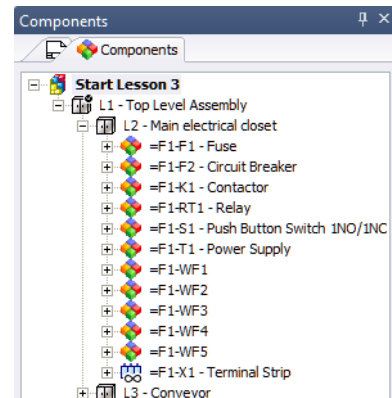 Components
Components
Start Lesson 3
L1 - Top Level Assembly
L2 - Main electrical closet
=F1-F1 - Fuse
=F1-F2 - Circuit Breaker
=F1-K1 - Contactor
=F1-RT1 - Relay
=F1-S1 - Push Button Switch 1NO/1NC
=F1-T1 - Power Supply
=F1-WF1
=F1-WF2
=F1-WF3
=F1-WF4
=F1-WF5
=F1-X1 - Terminal Strip
L3 - Conveyor